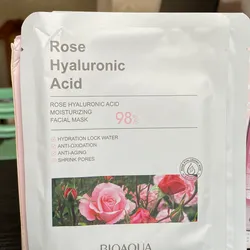 Rose
Hyaluronic
Acid
ROSE HYALURONIC ACID
MOISTURIZING
FACIAL MASK
98%
HYDRATION LOCK WATER
ANTI-OXIDATION
ANTI-AGING
SHRINK PORES
BIOAQUA